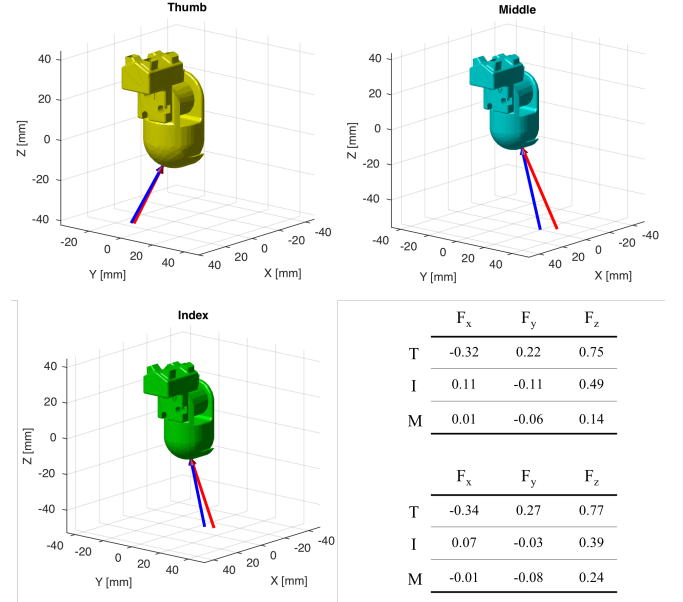 Thumb
40
20
0
-20
-40
Z [mm]
-20
0
20
40
Y [mm]
40
20
0
-20
-40
X [mm]
Middle
40
20
0
-20
-40
Z [mm]
-20
0
20
40
Y [mm]
40
20
0
-20
-40
X [mm]
Index
40
20
0
-20
-40
Z [mm]
-40
-20
0
20
40
Y [mm]
40
20
0
-20
-40
X [mm]
Fx Fy Fz
T -0.32 0.22 0.75
I 0.11 -0.11 0.49
M 0.01 -0.06 0.14
Fx Fy Fz
T -0.34 0.27 0.77
I 0.07 -0.03 0.39
M -0.01 -0.08 0.24